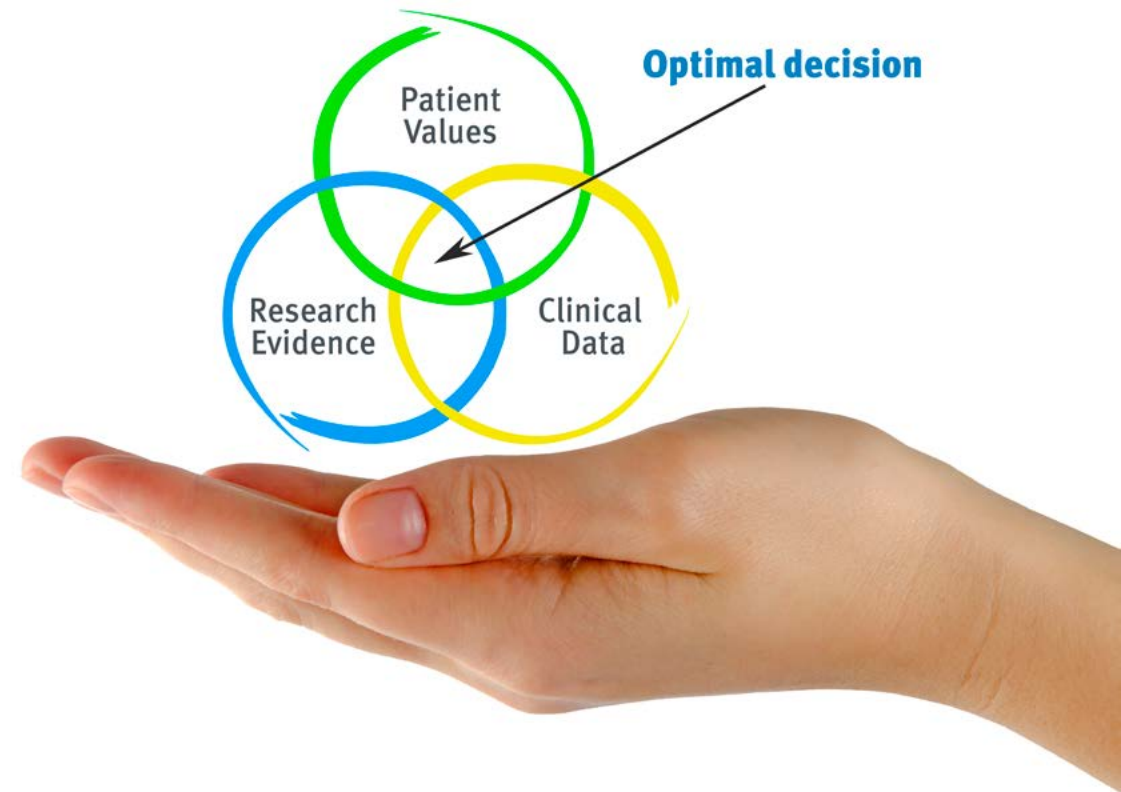 Optimal decision
Patient
Values
Research
Evidence
Clinical
Data